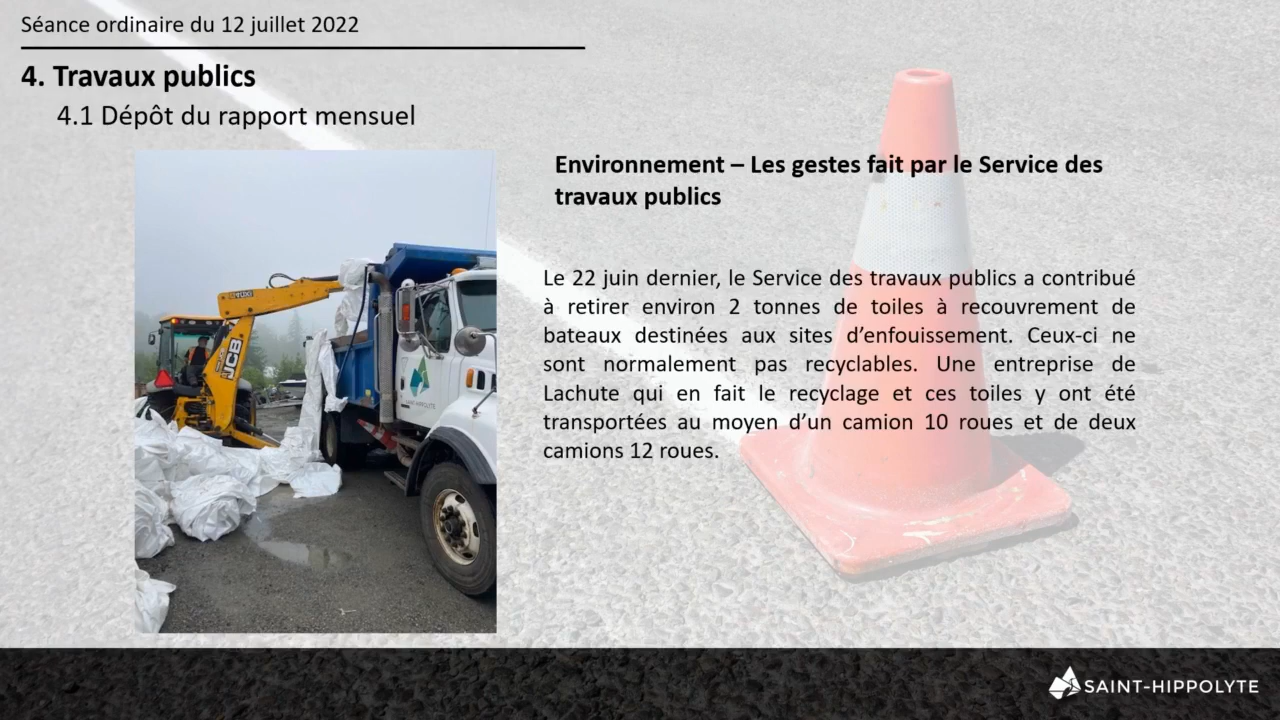 Séance ordinaire du 12 juillet 2022
4. Travaux publics
4.1 Dépôt du rapport mensuel
Environnement – Les gestes fait par le Service des
travaux publics
Le 22 juin dernier, le Service des travaux publics a contribué
à retirer environ 2 tonnes de toiles à recouvrement de
bateaux destinées aux sites d’enfouissement. Ceux-ci ne
sont normalement pas recyclables. Une entreprise de
Lachute qui en fait le recyclage et ces toiles y ont été
transportées au moyen d’un camion 10 roues et de deux
camions 12 roues.
JCB
SAINT-HIPPOLYTE
SAINT-HIPPOLYTE